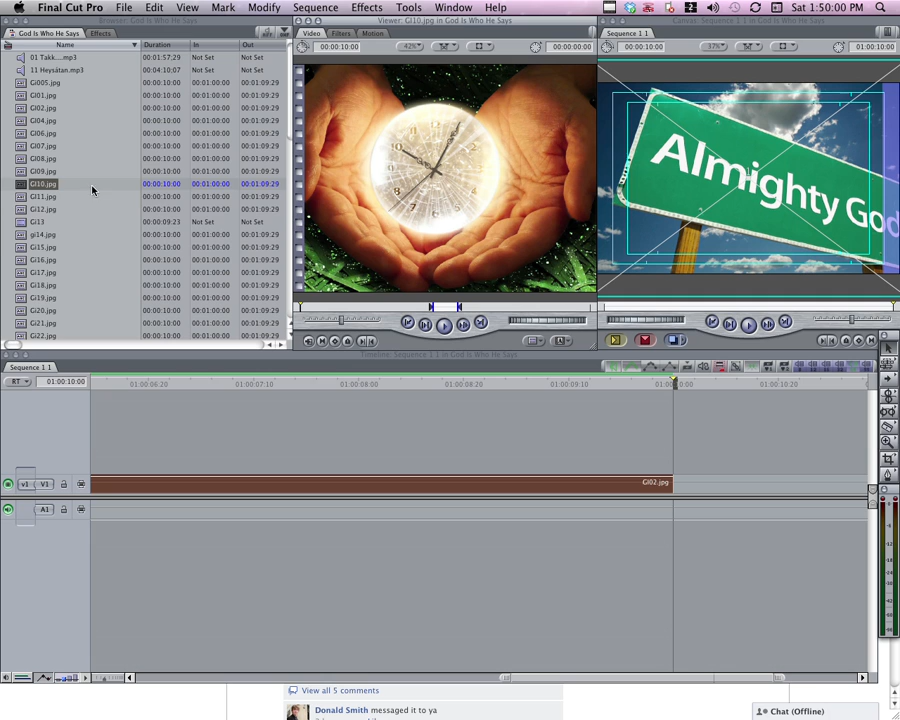 Final Cut Pro File Edit View Mark Modify Sequence Effects Tools Window Help 2 Sat 1:50:00 PM
Browser: God Is Who He Says
Viewer: GI10.jpg in God Is Who He Says
Canvas: Sequence 1 1 in God Is Who He Says
God Is Who He Says Effects
Video Filters Motion
Sequence 1 1
Name Duration In Out
00:00:10:00 42% 00:00:00:00
00:00:10:00 37% 01:00:10:00
01 Takk....mp3 00:01:57;29 Not Set Not Set
11 Heysátan.mp3 00:04:10;07 Not Set Not Set
GI005.jpg 00:00:10:00 00:01:00:00 00:01:09:29
GI01.jpg 00:00:10:00 00:01:00:00 00:01:09:29
GI02.jpg 00:00:10:00 00:01:00:00 00:01:09:29
GI04.jpg 00:00:10:00 00:01:00:00 00:01:09:29
GI06.jpg 00:00:10:00 00:01:00:00 00:01:09:29
GI07.jpg 00:00:10:00 00:01:00:00 00:01:09:29
GI08.jpg 00:00:10:00 00:01:00:00 00:01:09:29
GI09.jpg 00:00:10:00 00:01:00:00 00:01:09:29
GI10.jpg 00:00:10:00 00:01:00:00 00:01:09:29
Gi11.jpg 00:00:10:00 00:01:00:00 00:01:09:29
Gi12.jpg 00:00:10:00 00:01:00:00 00:01:09:29
Gi13 00:00:09:23 Not Set Not Set
gi14.jpg 00:00:10:00 00:01:00:00 00:01:09:29
Gi15.jpg 00:00:10:00 00:01:00:00 00:01:09:29
Gi16.jpg 00:00:10:00 00:01:00:00 00:01:09:29
Gi17.jpg 00:00:10:00 00:01:00:00 00:01:09:29
Gi18.jpg 00:00:10:00 00:01:00:00 00:01:09:29
Gi19.jpg 00:00:10:00 00:01:00:00 00:01:09:29
Gi20.jpg 00:00:10:00 00:01:00:00 00:01:09:29
Gi21.jpg 00:00:10:00 00:01:00:00 00:01:09:29
Gi22.jpg 00:00:10:00 00:01:00:00 00:01:09:29
Almighty God
Timeline: Sequence 1 1 in God Is Who He Says
Sequence 1 1
RT 01:00:10:00 01:00:06:20 01:00:07:10 01:00:08:00 01:00:08:20 01:00:09:10 01:00:10:20
v1 V1 GI02.jpg
A1
View all 5 comments
Donald Smith messaged it to ya
Chat (Offline)